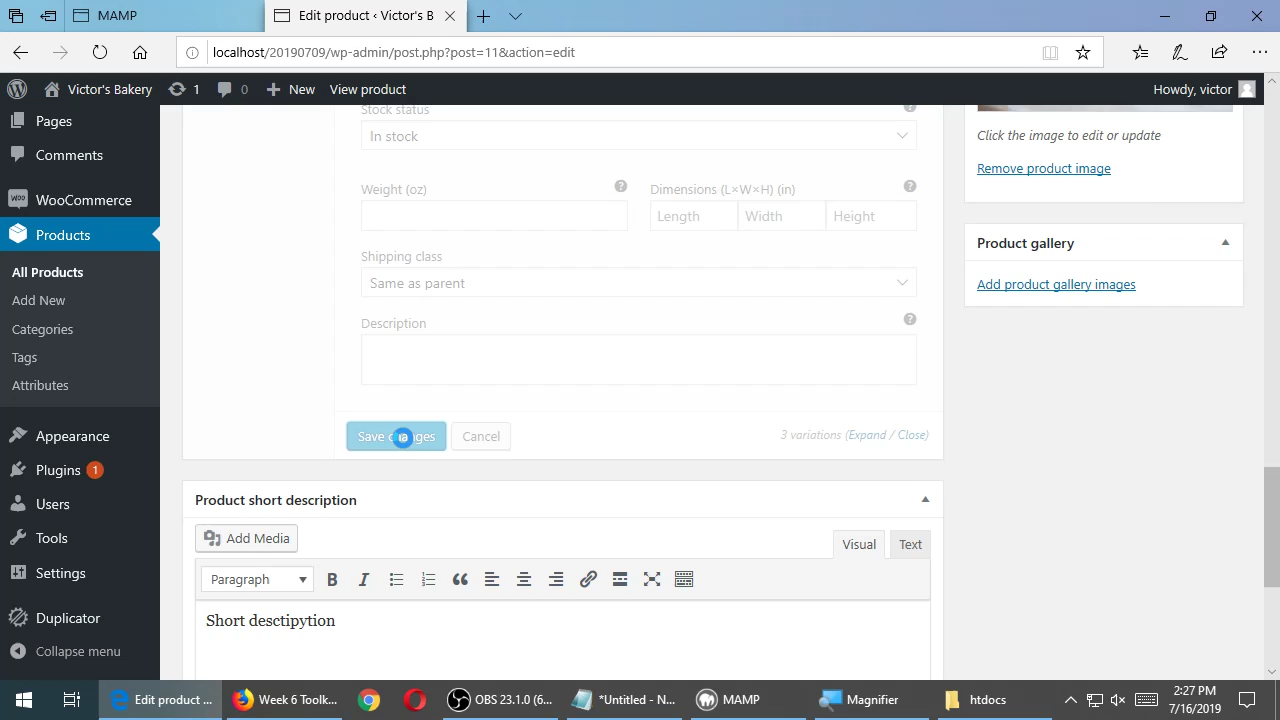 MAMP
Edit product ‹ Victor's B
localhost/20190709/wp-admin/post.php?post=11&action=edit
Victor's Bakery
1
0
New
View product
Howdy, victor
Pages
Comments
WooCommerce
Products
All Products
Add New
Categories
Tags
Attributes
Appearance
Plugins 1
Users
Tools
Settings
Duplicator
Collapse menu
Stock status
In stock
Weight (oz)
Dimensions (L×W×H) (in)
Length
Width
Height
Shipping class
Same as parent
Description
Save changes
Cancel
3 variations (Expand / Close)
Product short description
Add Media
Visual
Text
Paragraph
B
I
Short desctipytion
Click the image to edit or update
Remove product image
Product gallery
Add product gallery images
Edit product ...
Week 6 Toolk...
OBS 23.1.0 (6...
*Untitled - N...
MAMP
Magnifier
htdocs
2:27 PM
7/16/2019